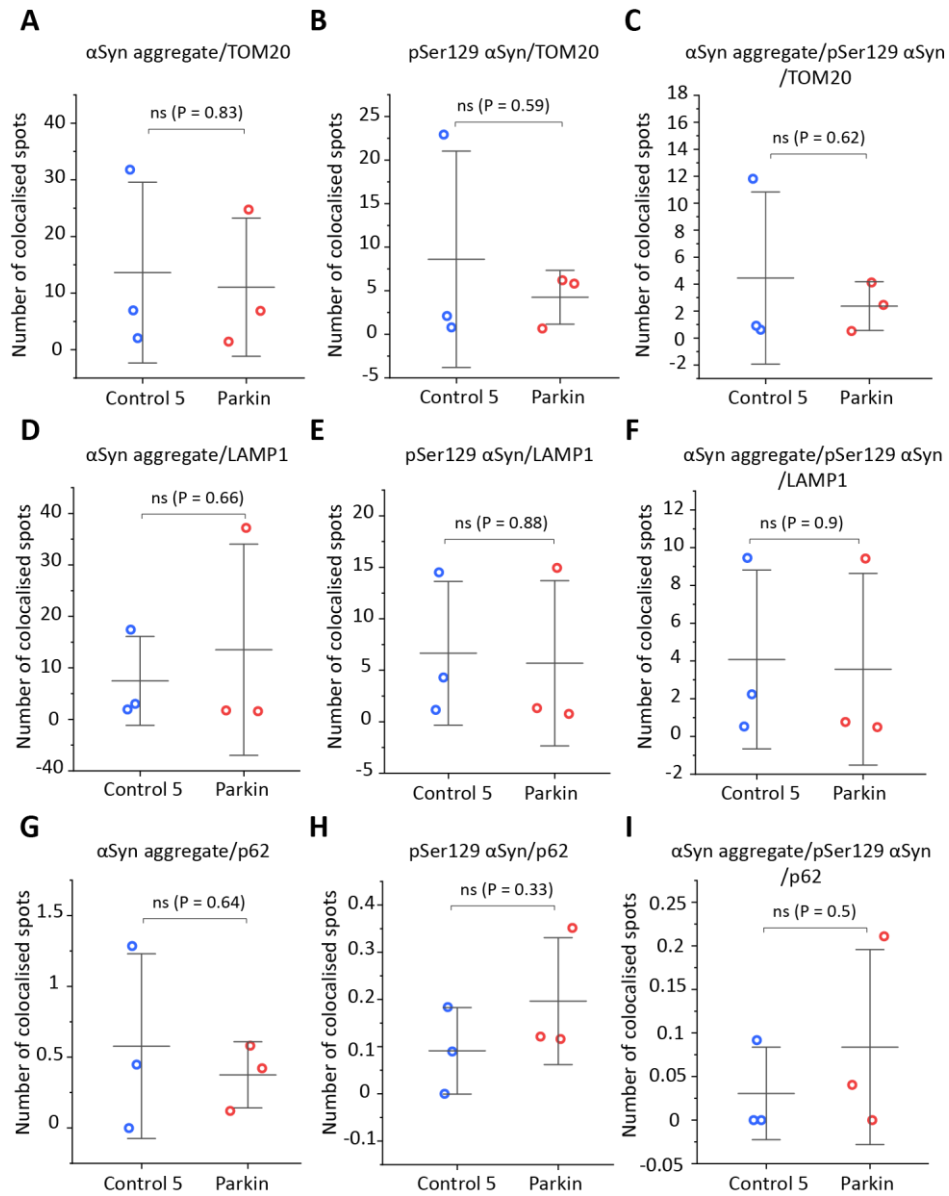 A
αSyn aggregate/TOM20
ns (P = 0.83)
Number of colocalised spots
40
30
20
10
0
Control 5 Parkin
B
pSer129 αSyn/TOM20
ns (P = 0.59)
Number of colocalised spots
25
20
15
10
5
0
-5
Control 5 Parkin
C
αSyn aggregate/pSer129 αSyn
/TOM20
ns (P = 0.62)
Number of colocalised spots
18
16
14
12
10
8
6
4
2
0
-2
Control 5 Parkin
D
αSyn aggregate/LAMP1
ns (P = 0.66)
Number of colocalised spots
40
30
20
10
0
-40
Control 5 Parkin
E
pSer129 αSyn/LAMP1
ns (P = 0.88)
Number of colocalised spots
20
15
10
5
0
-5
Control 5 Parkin
F
αSyn aggregate/pSer129 αSyn
/LAMP1
ns (P = 0.9)
Number of colocalised spots
12
10
8
6
4
2
0
-2
Control 5 Parkin
G
αSyn aggregate/p62
ns (P = 0.64)
Number of colocalised spots
1.5
1
0.5
0
Control 5 Parkin
H
pSer129 αSyn/p62
ns (P = 0.33)
Number of colocalised spots
0.4
0.3
0.2
0.1
0
-0.1
Control 5 Parkin
I
αSyn aggregate/pSer129 αSyn
/p62
ns (P = 0.5)
Number of colocalised spots
0.25
0.2
0.15
0.1
0.05
0
-0.05
Control 5 Parkin